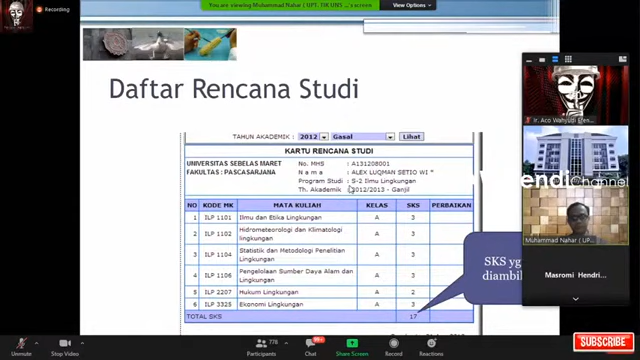 Recording
You are viewing Muhammad Nahar ( UPT. TIK UNS screen
View Options
Daftar Rencana Studi
TAHUN AKADEMIK : 2012 Gasal Lihat
KARTU RENCANA STUDI
UNIVERSITAS SEBELAS MARET
FAKULTAS : PASCASARJANA
No. MHS : A131208001
N a m a : ALEX LUQMAN SETIO WI "
Program Studi : S-2 Ilmu Lingkungan
Th. Akademik : 2012/2013 - Ganjil
NO KODE MK MATA KULIAH KELAS SKS PERBAIKAN
1 ILP 1101 Ilmu dan Etika Lingkungan A 3
2 ILP 1102 Hidrometeorologi dan Klimatologi lingkungan A 3
3 ILP 1104 Statistik dan Metodologi Penelitian Lingkungan A 3
4 ILP 1106 Pengelolaan Sumber Daya Alam dan Lingkungan A 3
5 ILP 2207 Hukum Lingkungan A 2
6 ILP 3325 Ekonomi Lingkungan A 3
TOTAL SKS 17
SKS yg
diambil
Ir. Aco Wahyudi
Channel
Muhammad Nahar ( UP...
Masromi Hendri...
Unmute
Stop Video
Participants
778
Chat
99+
Share Screen
Record
Reactions
SUBSCRIBE